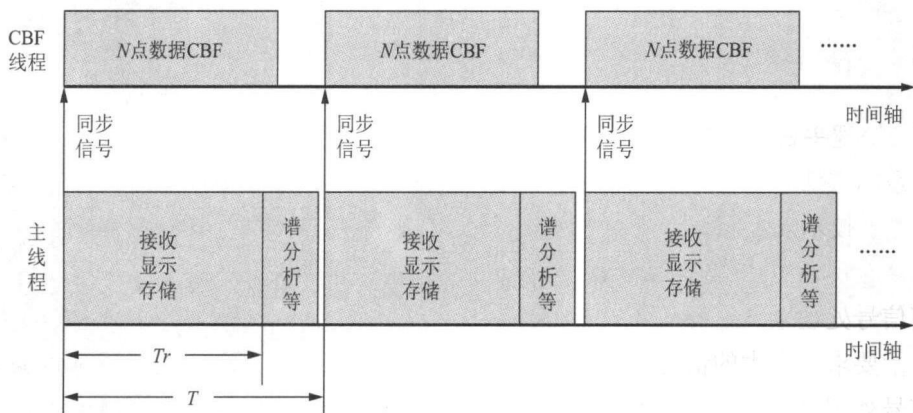 CBF
线程
N点数据CBF
N点数据CBF
N点数据CBF
······
时间轴
同步
信号
同步
信号
同步
信号
主
线
程
接收
显示
存储
谱
分
析
等
接收
显示
存储
谱
分
析
等
接收
显示
存储
谱
分
析
等
······
时间轴
Tr
T